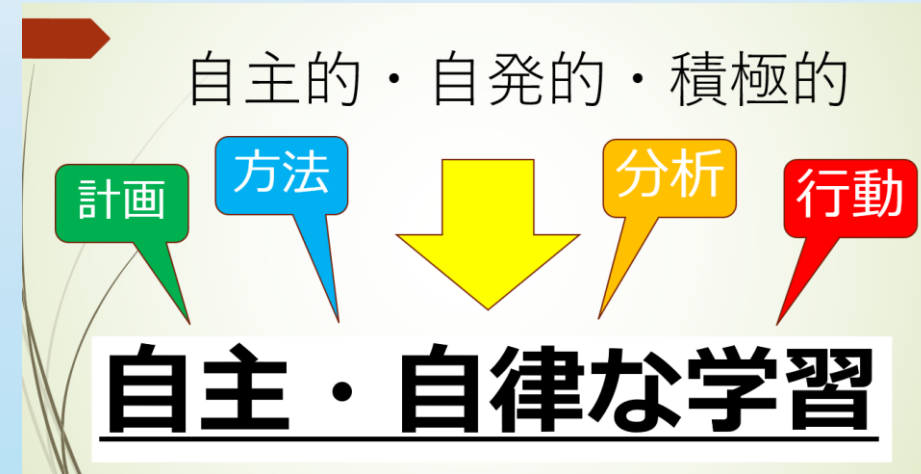 自主的・自発的・積極的
計画
方法
分析
行動
自主・自律な学習